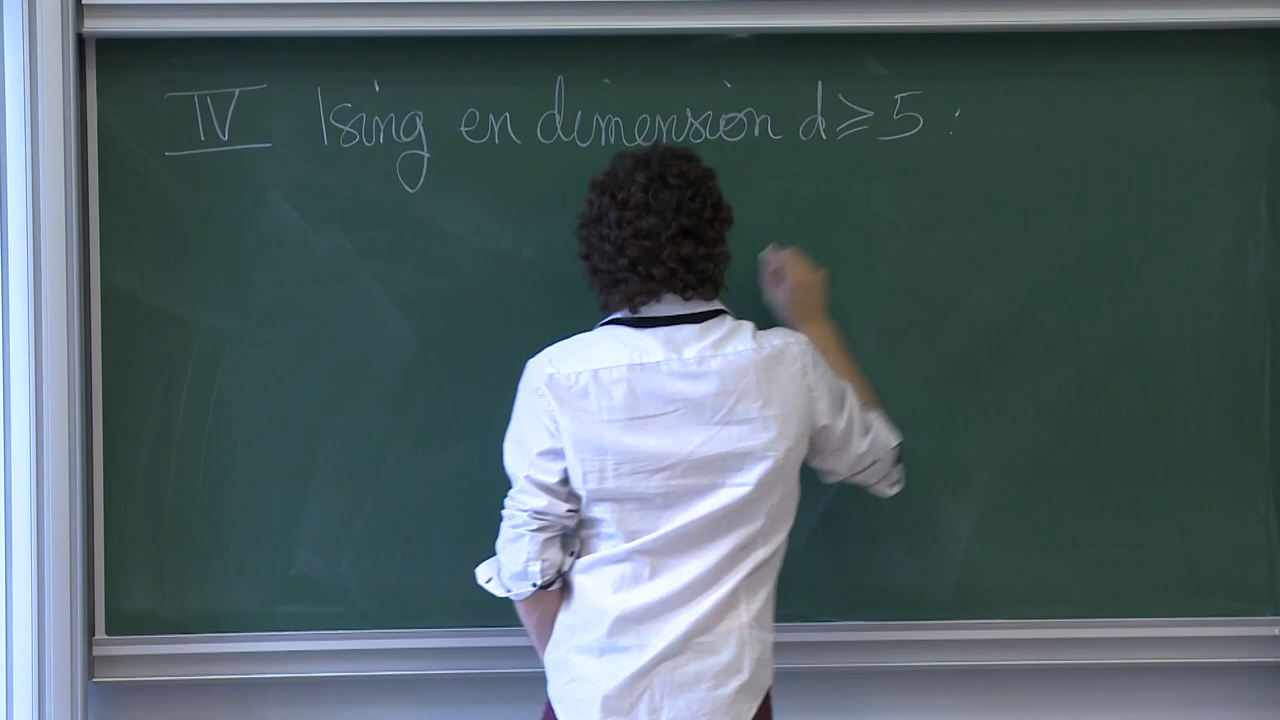 IV Ising en dimension d ≥ 5 :